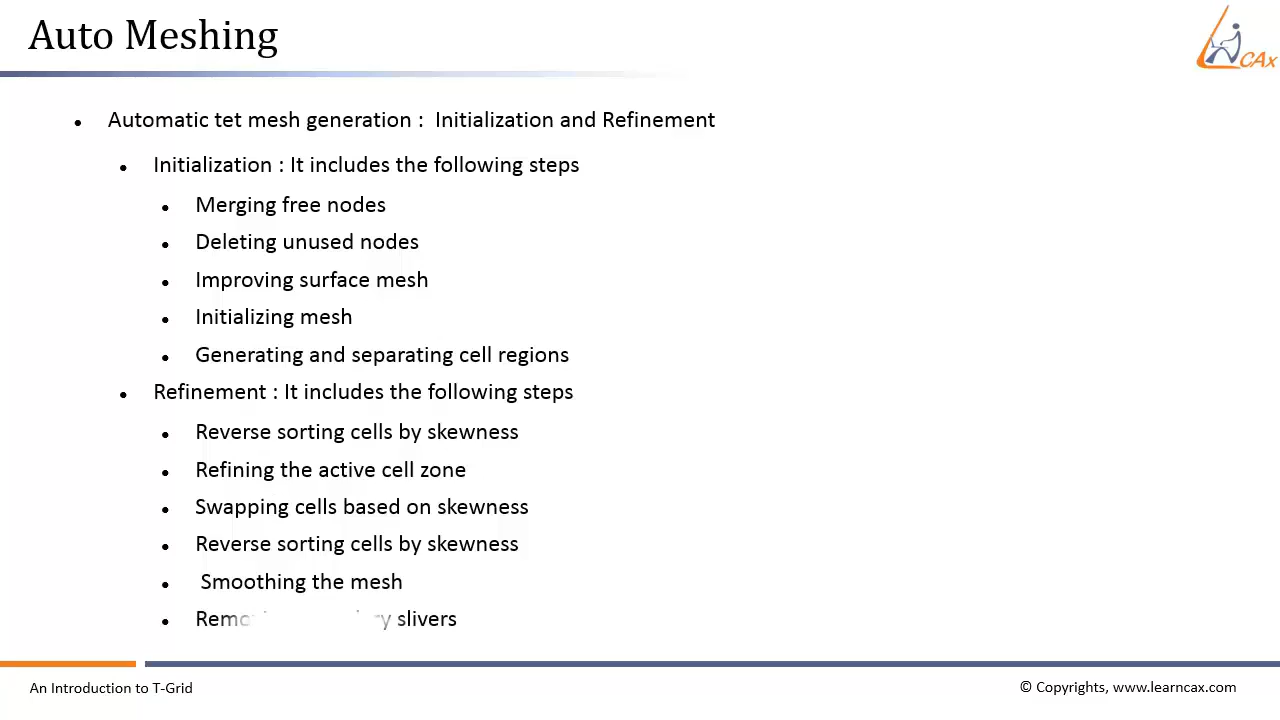 Auto Meshing
CAx
Automatic tet mesh generation : Initialization and Refinement
Initialization : It includes the following steps
Merging free nodes
Deleting unused nodes
Improving surface mesh
Initializing mesh
Generating and separating cell regions
Refinement : It includes the following steps
Reverse sorting cells by skewness
Refining the active cell zone
Swapping cells based on skewness
Reverse sorting cells by skewness
Smoothing the mesh
slivers
An Introduction to T-Grid
© Copyrights, www.learncax.com